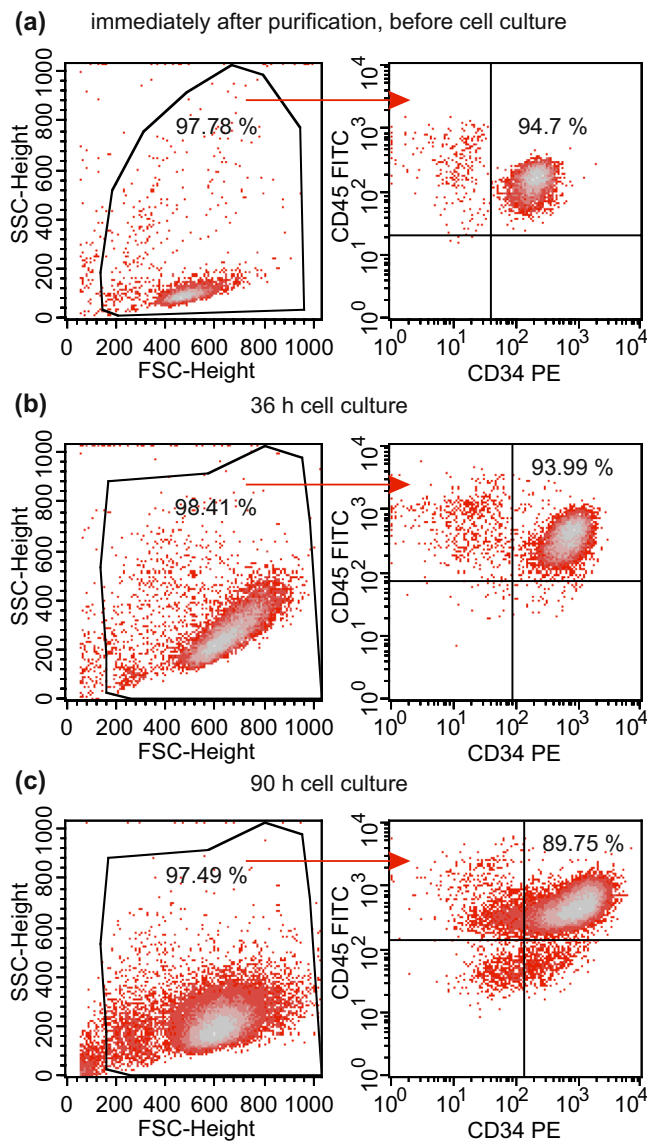 (a) immediately after purification, before cell culture
SSC-Height
0 200 400 600 800 1000
97.78 %
0 200 400 600 800 1000
FSC-Height
CD45 FITC
10^0 10^1 10^2 10^3 10^4
94.7 %
10^0 10^1 10^2 10^3 10^4
CD34 PE
(b) 36 h cell culture
SSC-Height
0 200 400 600 800 1000
98.41 %
0 200 400 600 800 1000
FSC-Height
CD45 FITC
10^0 10^1 10^2 10^3 10^4
93.99 %
10^0 10^1 10^2 10^3 10^4
CD34 PE
(c) 90 h cell culture
SSC-Height
0 200 400 600 800 1000
97.49 %
0 200 400 600 800 1000
FSC-Height
CD45 FITC
10^0 10^1 10^2 10^3 10^4
89.75 %
10^0 10^1 10^2 10^3 10^4
CD34 PE